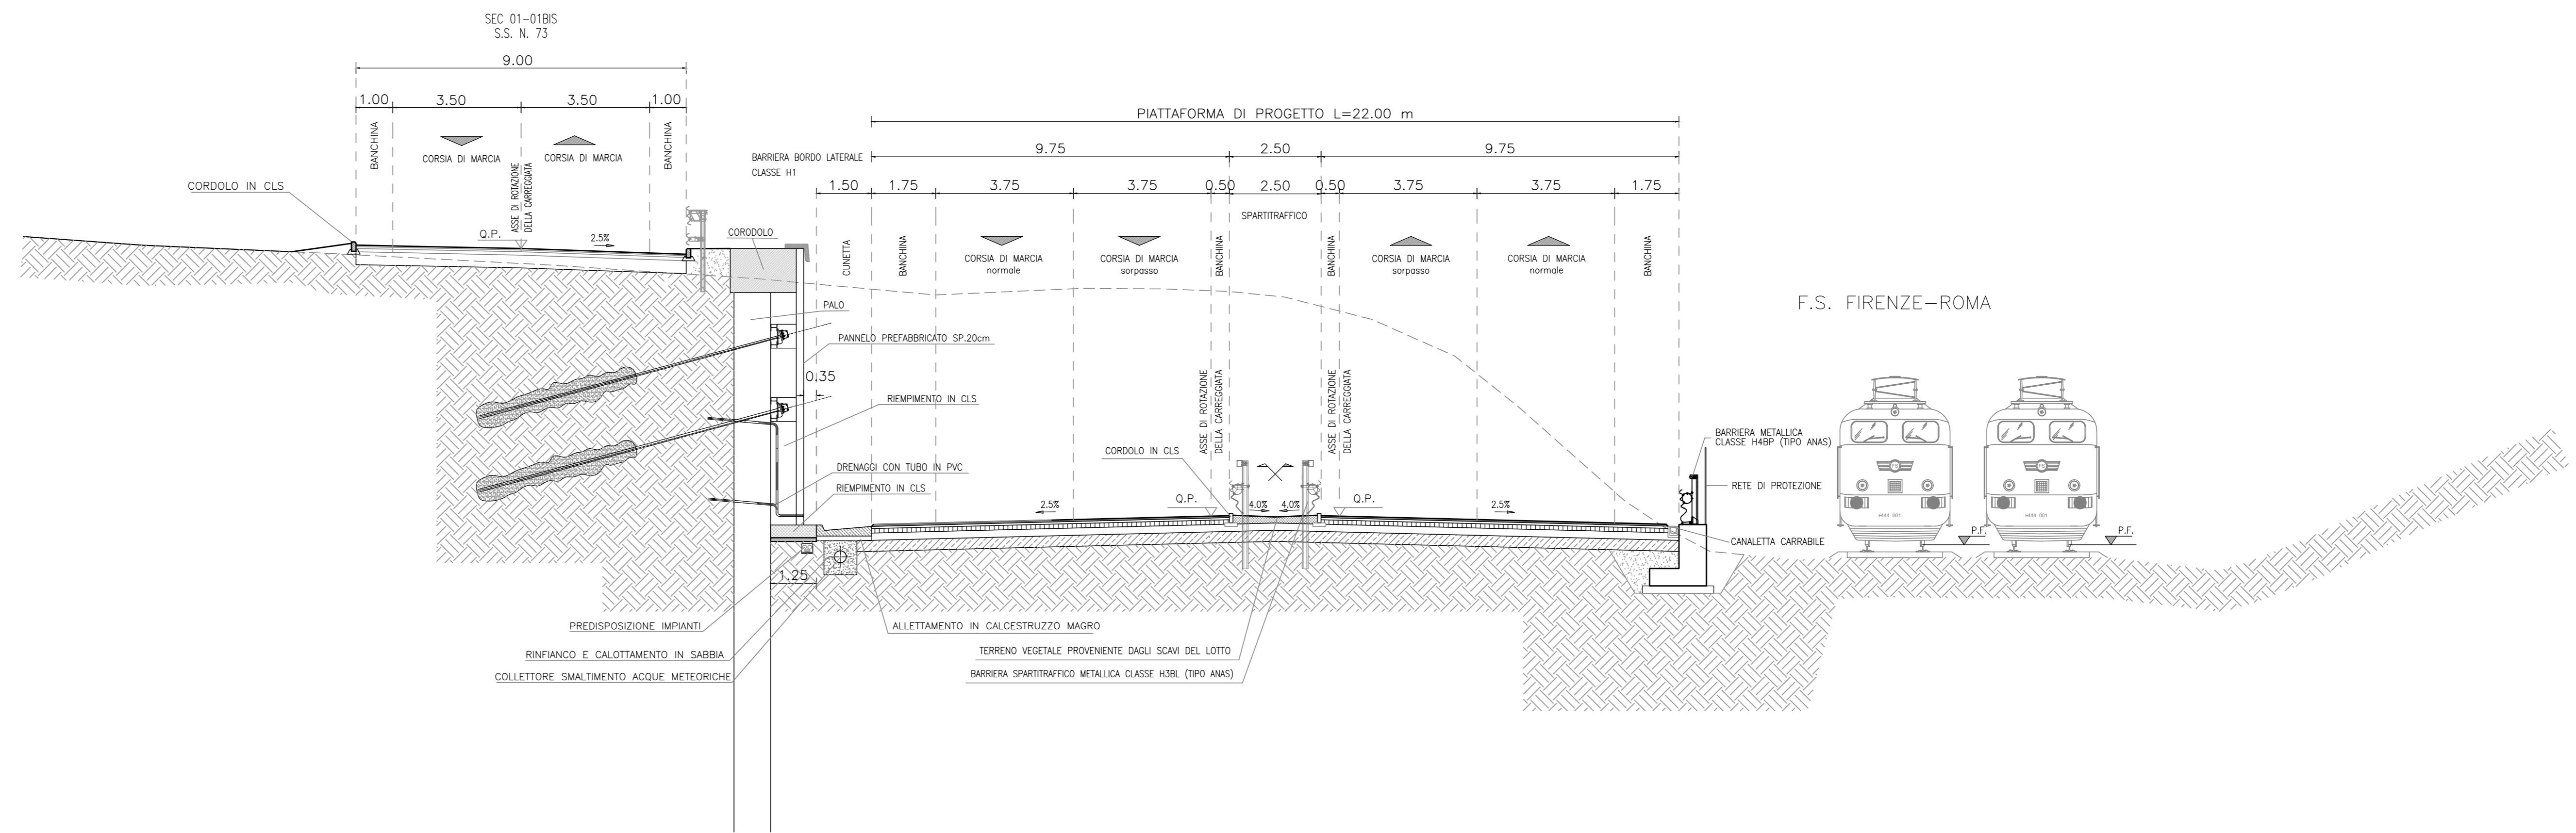 SEC 01-01BIS
S.S. N. 73
9.00
1.00
3.50
3.50
1.00
BANCHINA
CORSIA DI MARCIA
ASSE DI ROTAZIONE
DELLA CARREGGIATA
CORSIA DI MARCIA
BANCHINA
CORDOLO IN CLS
Q.P.
2.5%
PIATTAFORMA DI PROGETTO L=22.00 m
BARRIERA BORDO LATERALE
CLASSE H1
9.75
2.50
9.75
1.50
1.75
3.75
3.75
0.50
2.50
0.50
3.75
3.75
1.75
SPARTITRAFFICO
CORODOLO
CUNETTA
BANCHINA
CORSIA DI MARCIA
normale
CORSIA DI MARCIA
sorpasso
BANCHINA
BANCHINA
CORSIA DI MARCIA
sorpasso
CORSIA DI MARCIA
normale
BANCHINA
F.S. FIRENZE-ROMA
PALO
PANNELO PREFABBRICATO SP.20cm
0.35
RIEMPIMENTO IN CLS
ASSE DI ROTAZIONE
DELLA CARREGGIATA
ASSE DI ROTAZIONE
DELLA CARREGGIATA
CORDOLO IN CLS
BARRIERA METALLICA
CLASSE H4BP (TIPO ANAS)
DRENAGGI CON TUBO IN PVC
RIEMPIMENTO IN CLS
RETE DI PROTEZIONE
2.5%
Q.P.
4.0%
4.0%
Q.P.
2.5%
FS
FS
6A44 001
6A44 001
P.F.
P.F.
CANALETTA CARRABILE
1.25
PREDISPOSIZIONE IMPIANTI
ALLETTAMENTO IN CALCESTRUZZO MAGRO
RINFIANCO E CALOTTAMENTO IN SABBIA
TERRENO VEGETALE PROVENIENTE DAGLI SCAVI DEL LOTTO
COLLETTORE SMALTIMENTO ACQUE METEORICHE
BARRIERA SPARTITRAFFICO METALLICA CLASSE H3BL (TIPO ANAS)